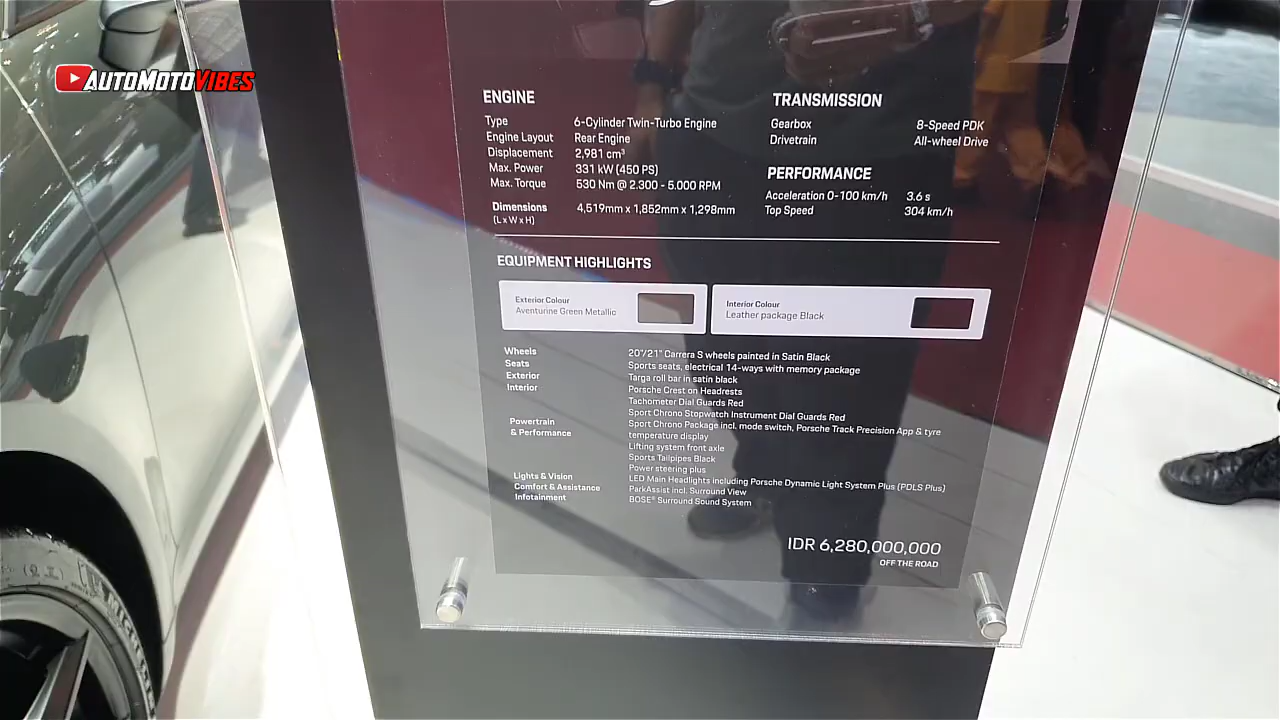 AUTOMOTOVIBES
ENGINE
Type 6-Cylinder Twin-Turbo Engine
Engine Layout Rear Engine
Displacement 2,981 cm³
Max. Power 331 kW (450 PS)
Max. Torque 530 Nm @ 2.300 - 5.000 RPM
Dimensions 4,519mm x 1,852mm x 1,298mm
(L x W x H)
TRANSMISSION
Gearbox 8-Speed PDK
Drivetrain All-wheel Drive
PERFORMANCE
Acceleration 0-100 km/h 3.6 s
Top Speed 304 km/h
EQUIPMENT HIGHLIGHTS
Exterior Colour
Aventurine Green Metallic
Interior Colour
Leather package Black
Wheels 20"/21" Carrera S wheels painted in Satin Black
Seats Sports seats, electrical 14-ways with memory package
Exterior Targa roll bar in satin black
Interior Porsche Crest on Headrests
Tachometer Dial Guards Red
Sport Chrono Stopwatch Instrument Dial Guards Red
Powertrain Sport Chrono Package incl. mode switch, Porsche Track Precision App & tyre
& Performance temperature display
Lifting system front axle
Sports Tailpipes Black
Power steering plus
Lights & Vision LED Main Headlights including Porsche Dynamic Light System Plus (PDLS Plus)
Comfort & Assistance ParkAssist incl. Surround View
Infotainment BOSE® Surround Sound System
IDR 6,280,000,000
OFF THE ROAD